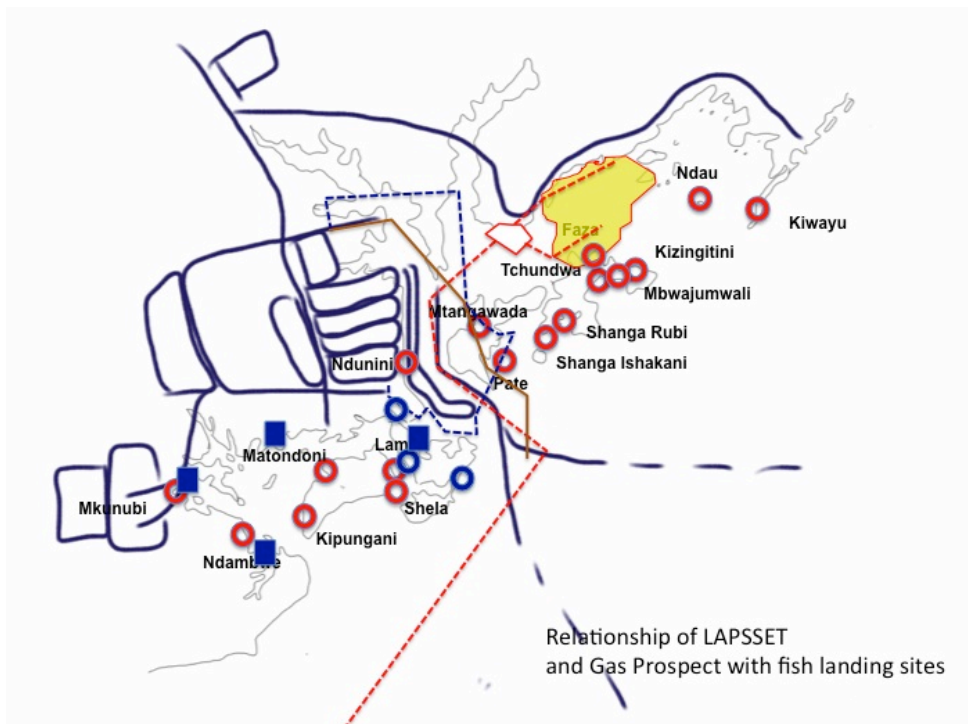 Ndau
Kiwayu
Faza
Kizingitini
Tchundwa
Mbwajumwali
Mtangawada
Shanga Rubi
Shanga Ishakani
Ndunini
Pate
Lam
Matondoni
Mkunubi
Shela
Kipungani
Ndambwe
Relationship of LAPSSET
and Gas Prospect with fish landing sites